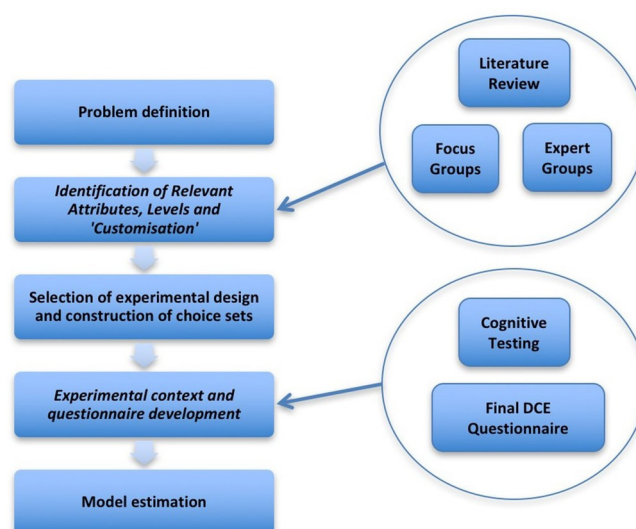 Problem definition
Identification of Relevant
Attributes, Levels and
'Customisation'
Selection of experimental design
and construction of choice sets
Experimental context and
questionnaire development
Model estimation
Literature
Review
Focus
Groups
Expert
Groups
Cognitive
Testing
Final DCE
Questionnaire